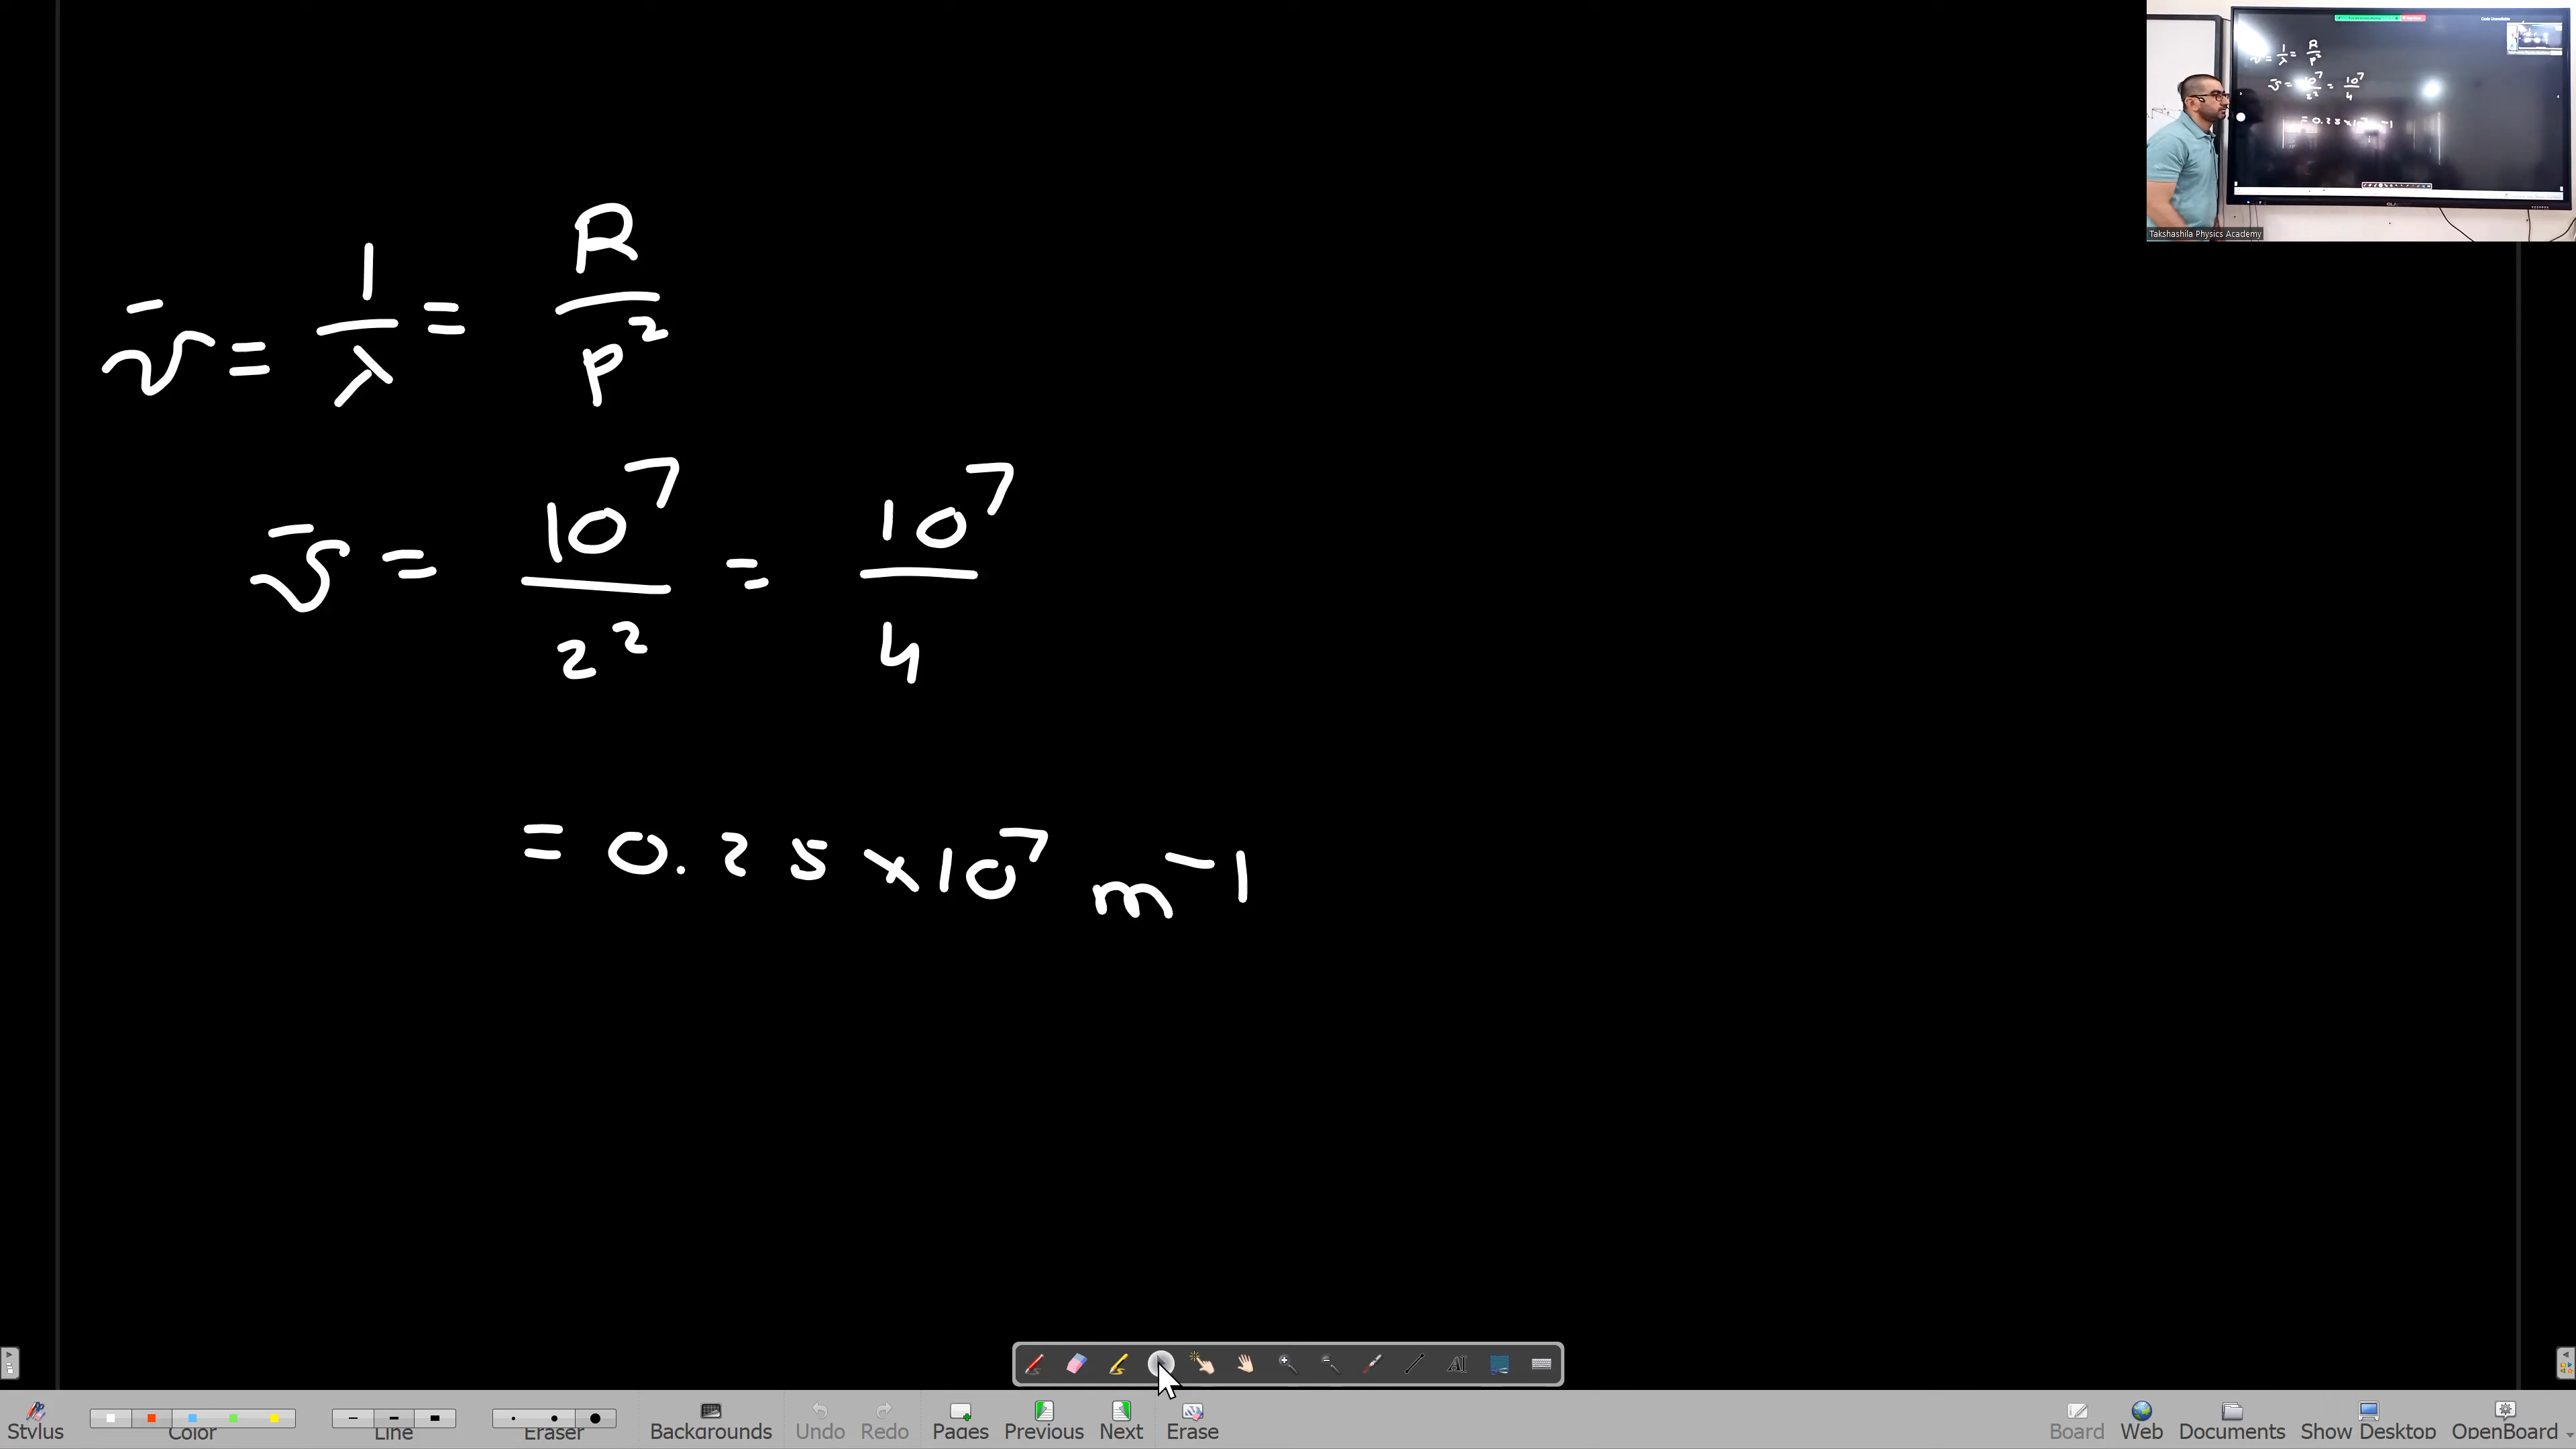 ν̄ = 1/λ = R/p²
ν̄ = 10⁷/2² = 10⁷/4
= 0.25 × 10⁷ m⁻¹
Takshashila Physics Academy
Stylus Color Line Eraser Backgrounds Undo Redo Pages Previous Next Erase Board Web Documents Show Desktop OpenBoard